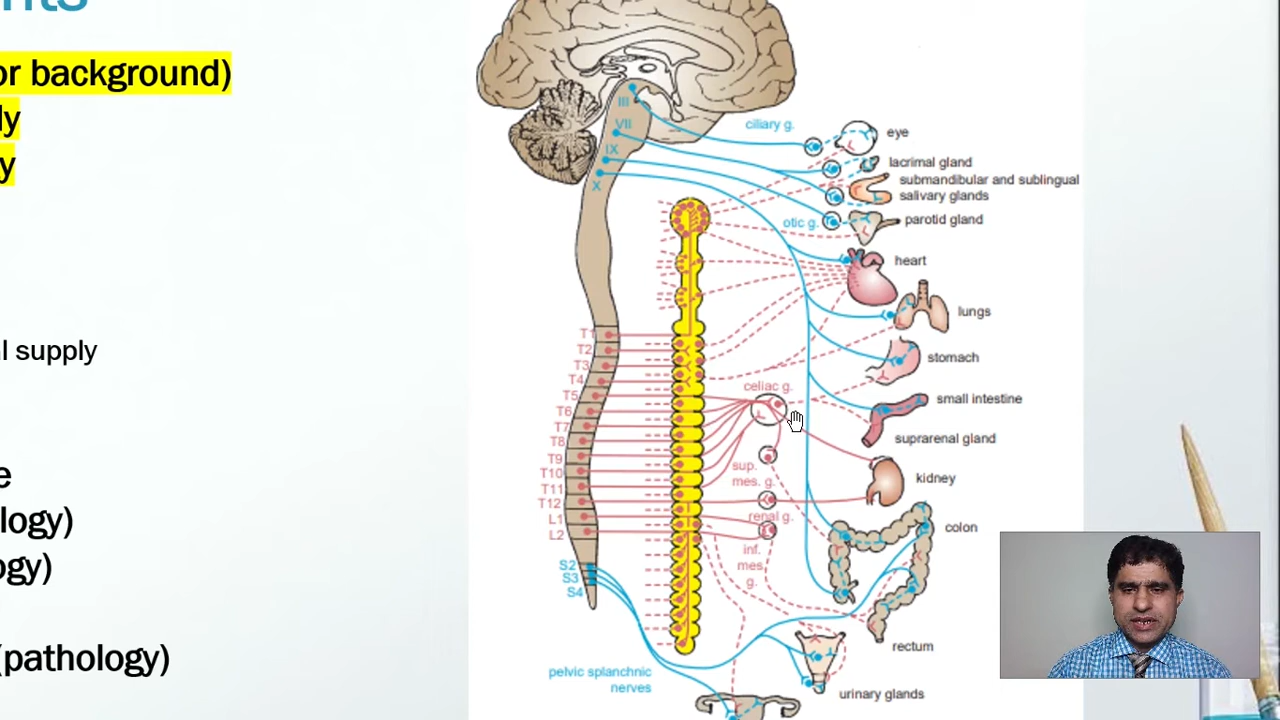 nts
or background)
ly
y
l supply
e
logy)
ogy)
(pathology)
III
VII
IX
X
ciliary g.
eye
lacrimal gland
submandibular and sublingual
salivary glands
otic g.
parotid gland
heart
lungs
stomach
small intestine
suprarenal gland
kidney
colon
rectum
urinary glands
T1
T2
T3
T4
T5
T6
T7
T8
T9
T10
T11
T12
L1
L2
S2
S3
S4
celiac g.
sup.
mes. g.
renal g.
inf.
mes.
g.
pelvic splanchnic
nerves